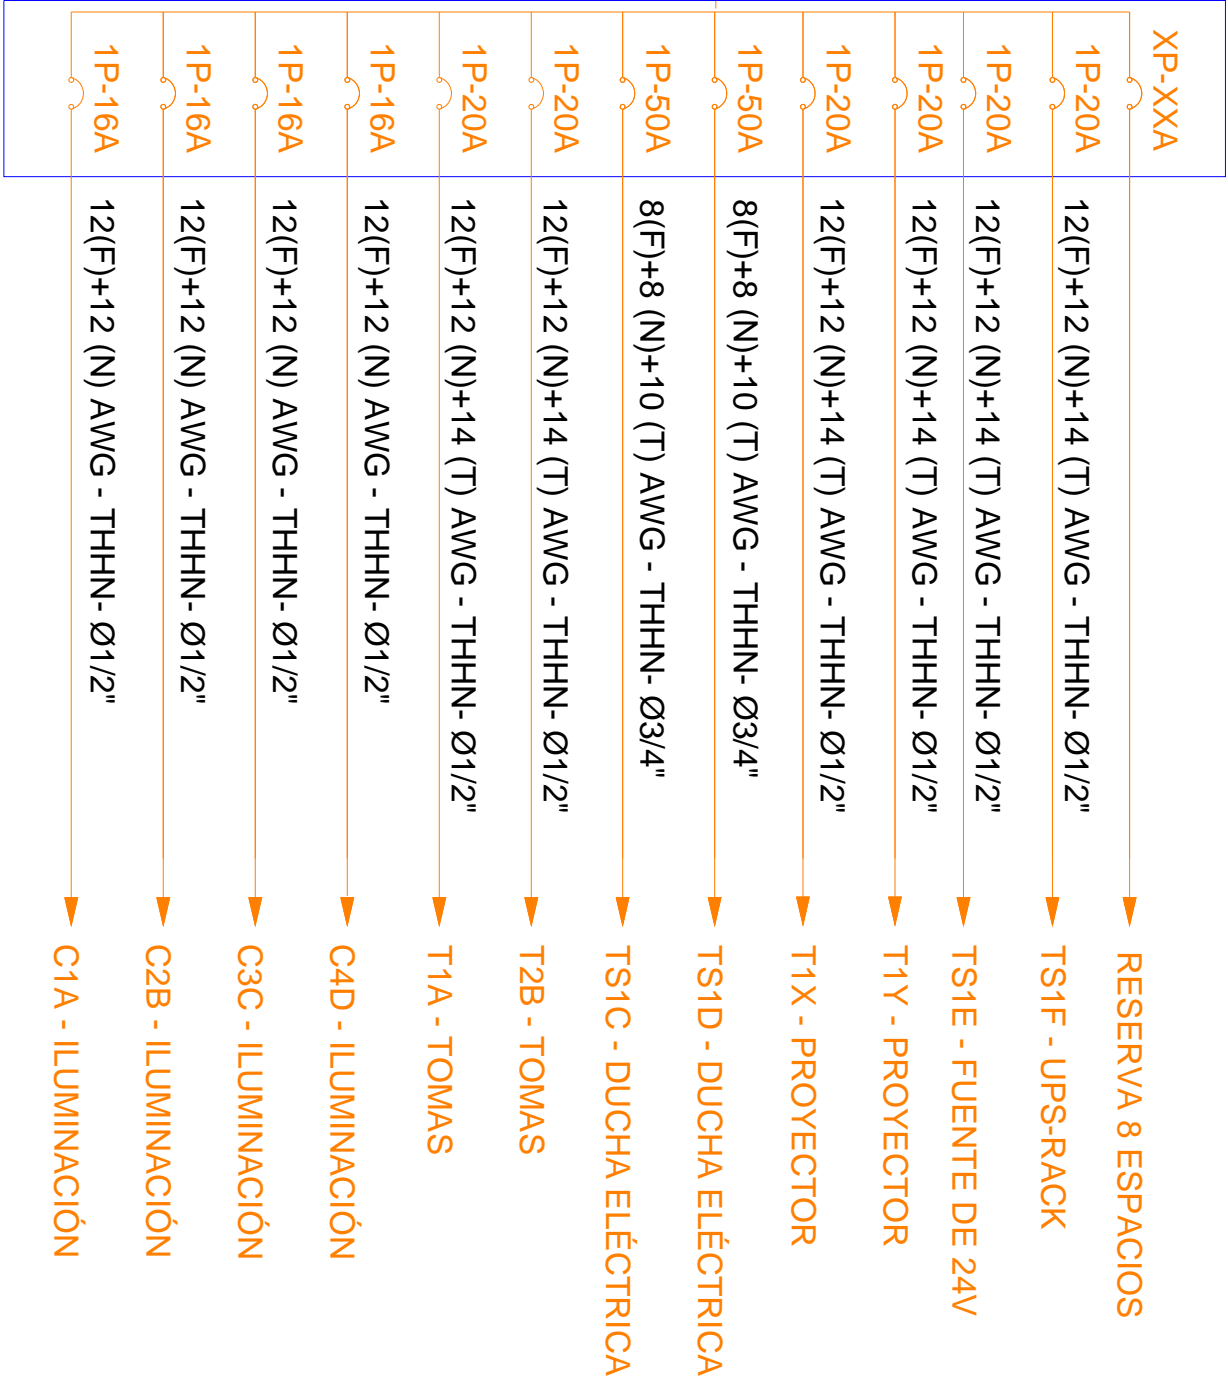 XP-XXA RESERVA 8 ESPACIOS
1P-20A 12(F)+12 (N)+14 (T) AWG - THHN- Ø1/2" TS1F - UPS-RACK
1P-20A 12(F)+12 (N)+14 (T) AWG - THHN- Ø1/2" TS1E - FUENTE DE 24V
1P-20A 12(F)+12 (N)+14 (T) AWG - THHN- Ø1/2" T1Y - PROYECTOR
1P-20A 12(F)+12 (N)+14 (T) AWG - THHN- Ø1/2" T1X - PROYECTOR
1P-50A 8(F)+8 (N)+10 (T) AWG - THHN- Ø3/4" TS1D - DUCHA ELÉCTRICA
1P-50A 8(F)+8 (N)+10 (T) AWG - THHN- Ø3/4" TS1C - DUCHA ELÉCTRICA
1P-20A 12(F)+12 (N)+14 (T) AWG - THHN- Ø1/2" T2B - TOMAS
1P-20A 12(F)+12 (N)+14 (T) AWG - THHN- Ø1/2" T1A - TOMAS
1P-16A 12(F)+12 (N) AWG - THHN- Ø1/2" C4D - ILUMINACIÓN
1P-16A 12(F)+12 (N) AWG - THHN- Ø1/2" C3C - ILUMINACIÓN
1P-16A 12(F)+12 (N) AWG - THHN- Ø1/2" C2B - ILUMINACIÓN
1P-16A 12(F)+12 (N) AWG - THHN- Ø1/2" C1A - ILUMINACIÓN